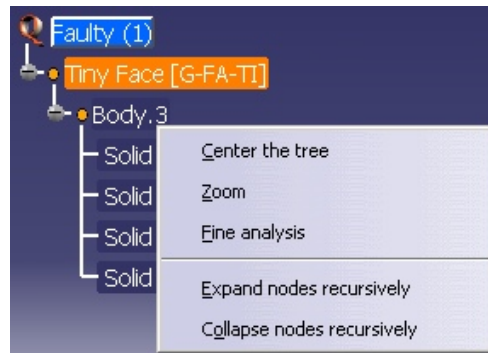 Faulty (1)
Tiny Face [G-FA-TI]
Body.3
Solid
Center the tree
Solid
Zoom
Solid
Fine analysis
Solid
Expand nodes recursively
Collapse nodes recursively